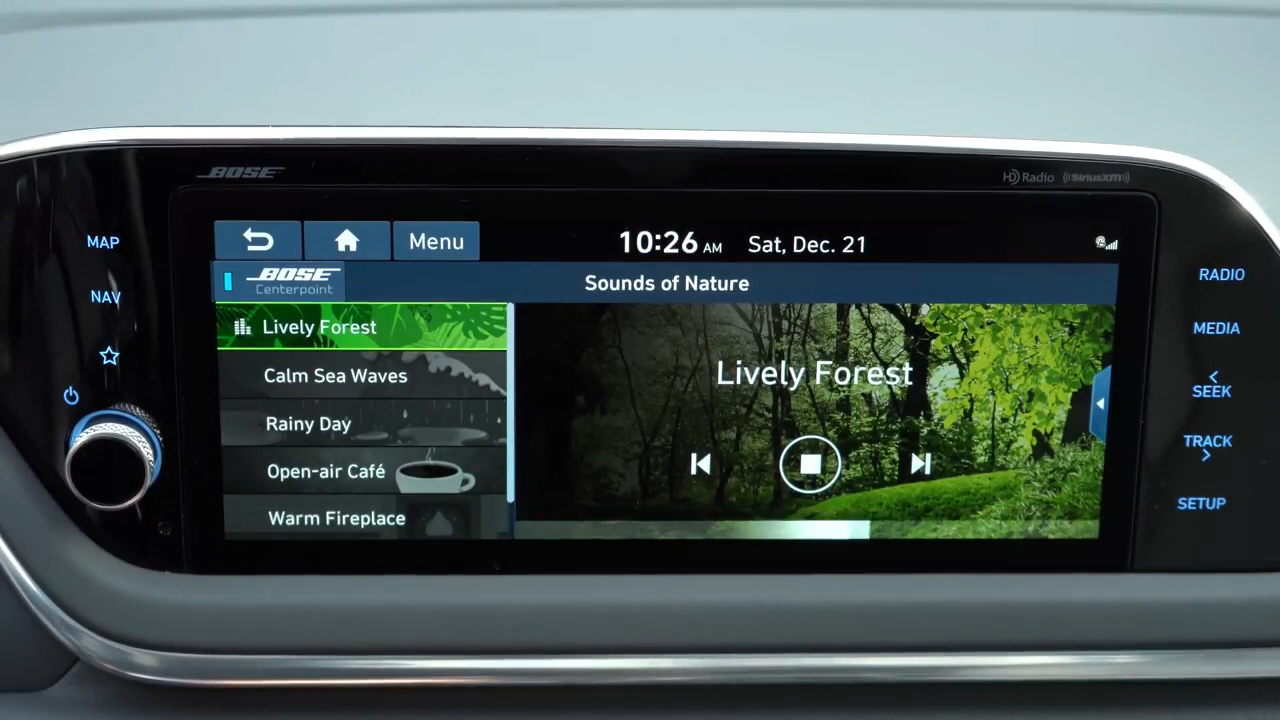 BOSE
HD Radio ((SiriusXM))
MAP
NAV
Menu
10:26 AM Sat, Dec. 21
BOSE
Centerpoint
Sounds of Nature
Lively Forest
Calm Sea Waves
Rainy Day
Open-air Café
Warm Fireplace
Lively Forest
RADIO
MEDIA
< SEEK
TRACK >
SETUP